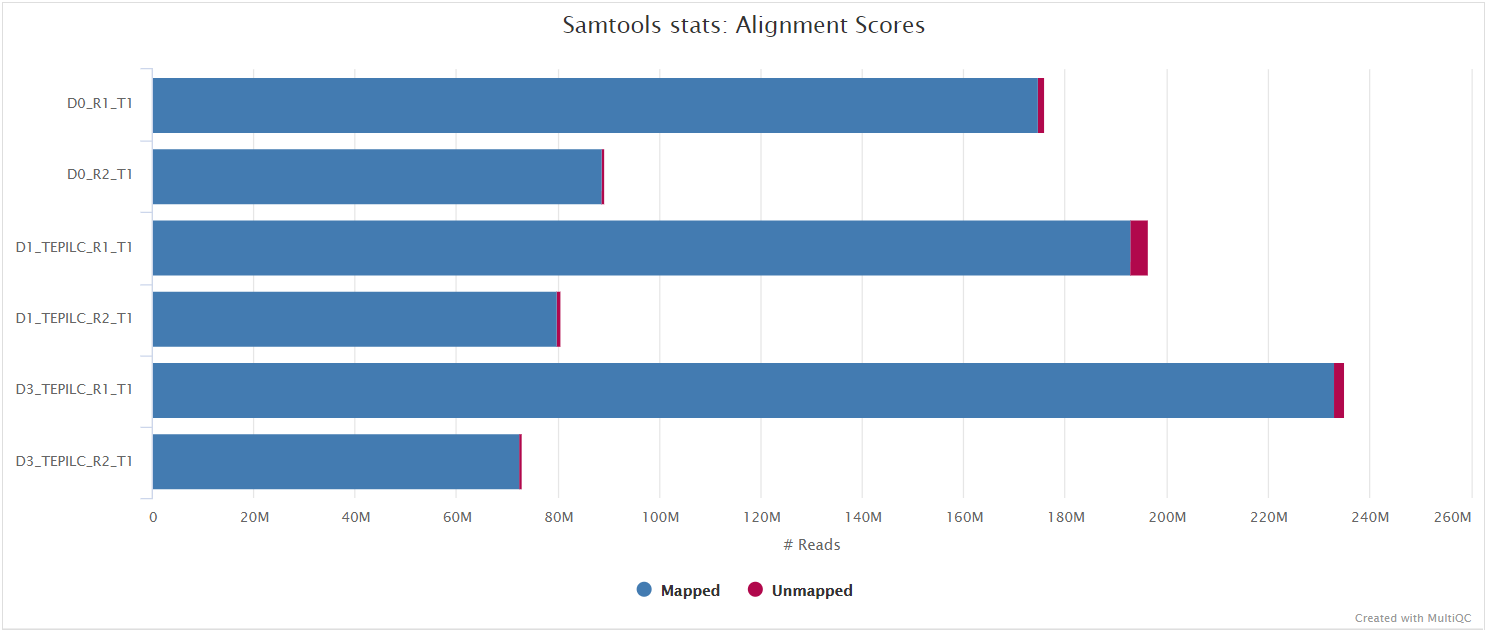 Samtools stats: Alignment Scores
D0_R1_T1
D0_R2_T1
D1_TEPILC_R1_T1
D1_TEPILC_R2_T1
D3_TEPILC_R1_T1
D3_TEPILC_R2_T1
0 20M 40M 60M 80M 100M 120M 140M 160M 180M 200M 220M 240M 260M
# Reads
Mapped Unmapped
Created with MultiQC